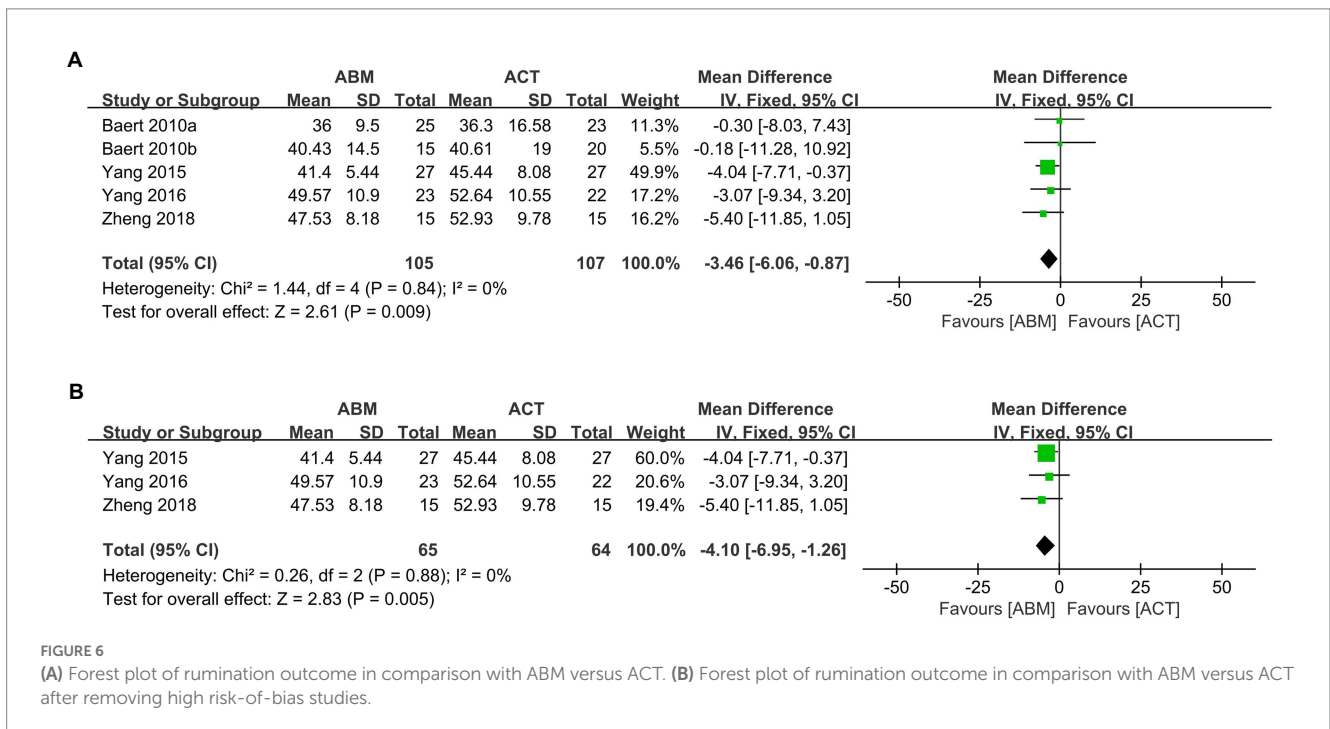 A
ABM ACT Mean Difference Mean Difference
Study or Subgroup Mean SD Total Mean SD Total Weight IV, Fixed, 95% CI IV, Fixed, 95% CI
Baert 2010a 36 9.5 25 36.3 16.58 23 11.3% -0.30 [-8.03, 7.43]
Baert 2010b 40.43 14.5 15 40.61 19 20 5.5% -0.18 [-11.28, 10.92]
Yang 2015 41.4 5.44 27 45.44 8.08 27 49.9% -4.04 [-7.71, -0.37]
Yang 2016 49.57 10.9 23 52.64 10.55 22 17.2% -3.07 [-9.34, 3.20]
Zheng 2018 47.53 8.18 15 52.93 9.78 15 16.2% -5.40 [-11.85, 1.05]
Total (95% CI) 105 107 100.0% -3.46 [-6.06, -0.87]
Heterogeneity: Chi² = 1.44, df = 4 (P = 0.84); I² = 0%
Test for overall effect: Z = 2.61 (P = 0.009)
-50 -25 0 25 50
Favours [ABM] Favours [ACT]
B
ABM ACT Mean Difference Mean Difference
Study or Subgroup Mean SD Total Mean SD Total Weight IV, Fixed, 95% CI IV, Fixed, 95% CI
Yang 2015 41.4 5.44 27 45.44 8.08 27 60.0% -4.04 [-7.71, -0.37]
Yang 2016 49.57 10.9 23 52.64 10.55 22 20.6% -3.07 [-9.34, 3.20]
Zheng 2018 47.53 8.18 15 52.93 9.78 15 19.4% -5.40 [-11.85, 1.05]
Total (95% CI) 65 64 100.0% -4.10 [-6.95, -1.26]
Heterogeneity: Chi² = 0.26, df = 2 (P = 0.88); I² = 0%
Test for overall effect: Z = 2.83 (P = 0.005)
-50 -25 0 25 50
Favours [ABM] Favours [ACT]
FIGURE 6
(A) Forest plot of rumination outcome in comparison with ABM versus ACT. (B) Forest plot of rumination outcome in comparison with ABM versus ACT
after removing high risk-of-bias studies.